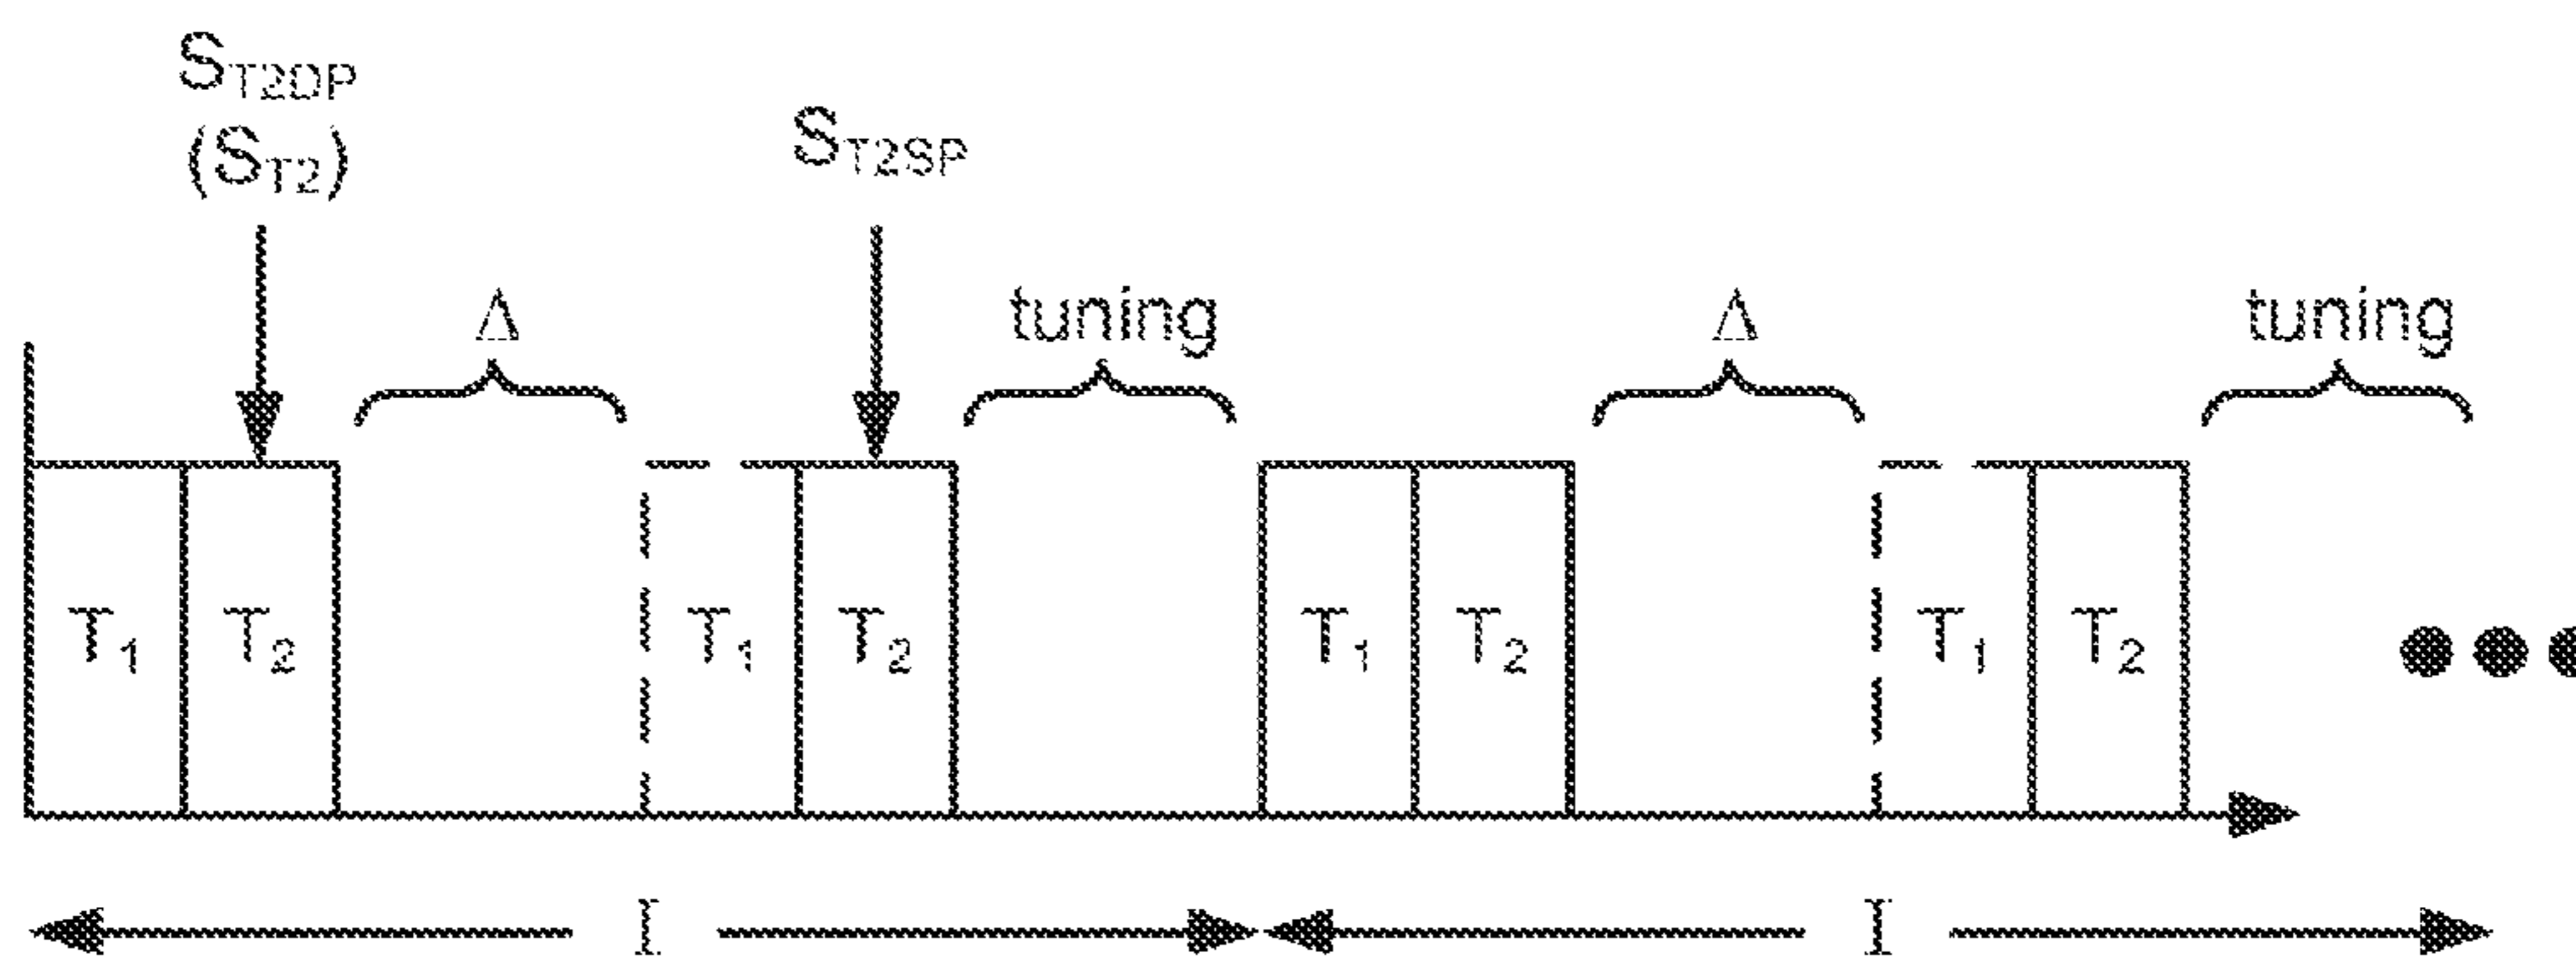 S_T2DP
(S_T2)
S_T2SP
Δ tuning Δ tuning
T₁ T₂ T₁ T₂ T₁ T₂ T₁ T₂
I I